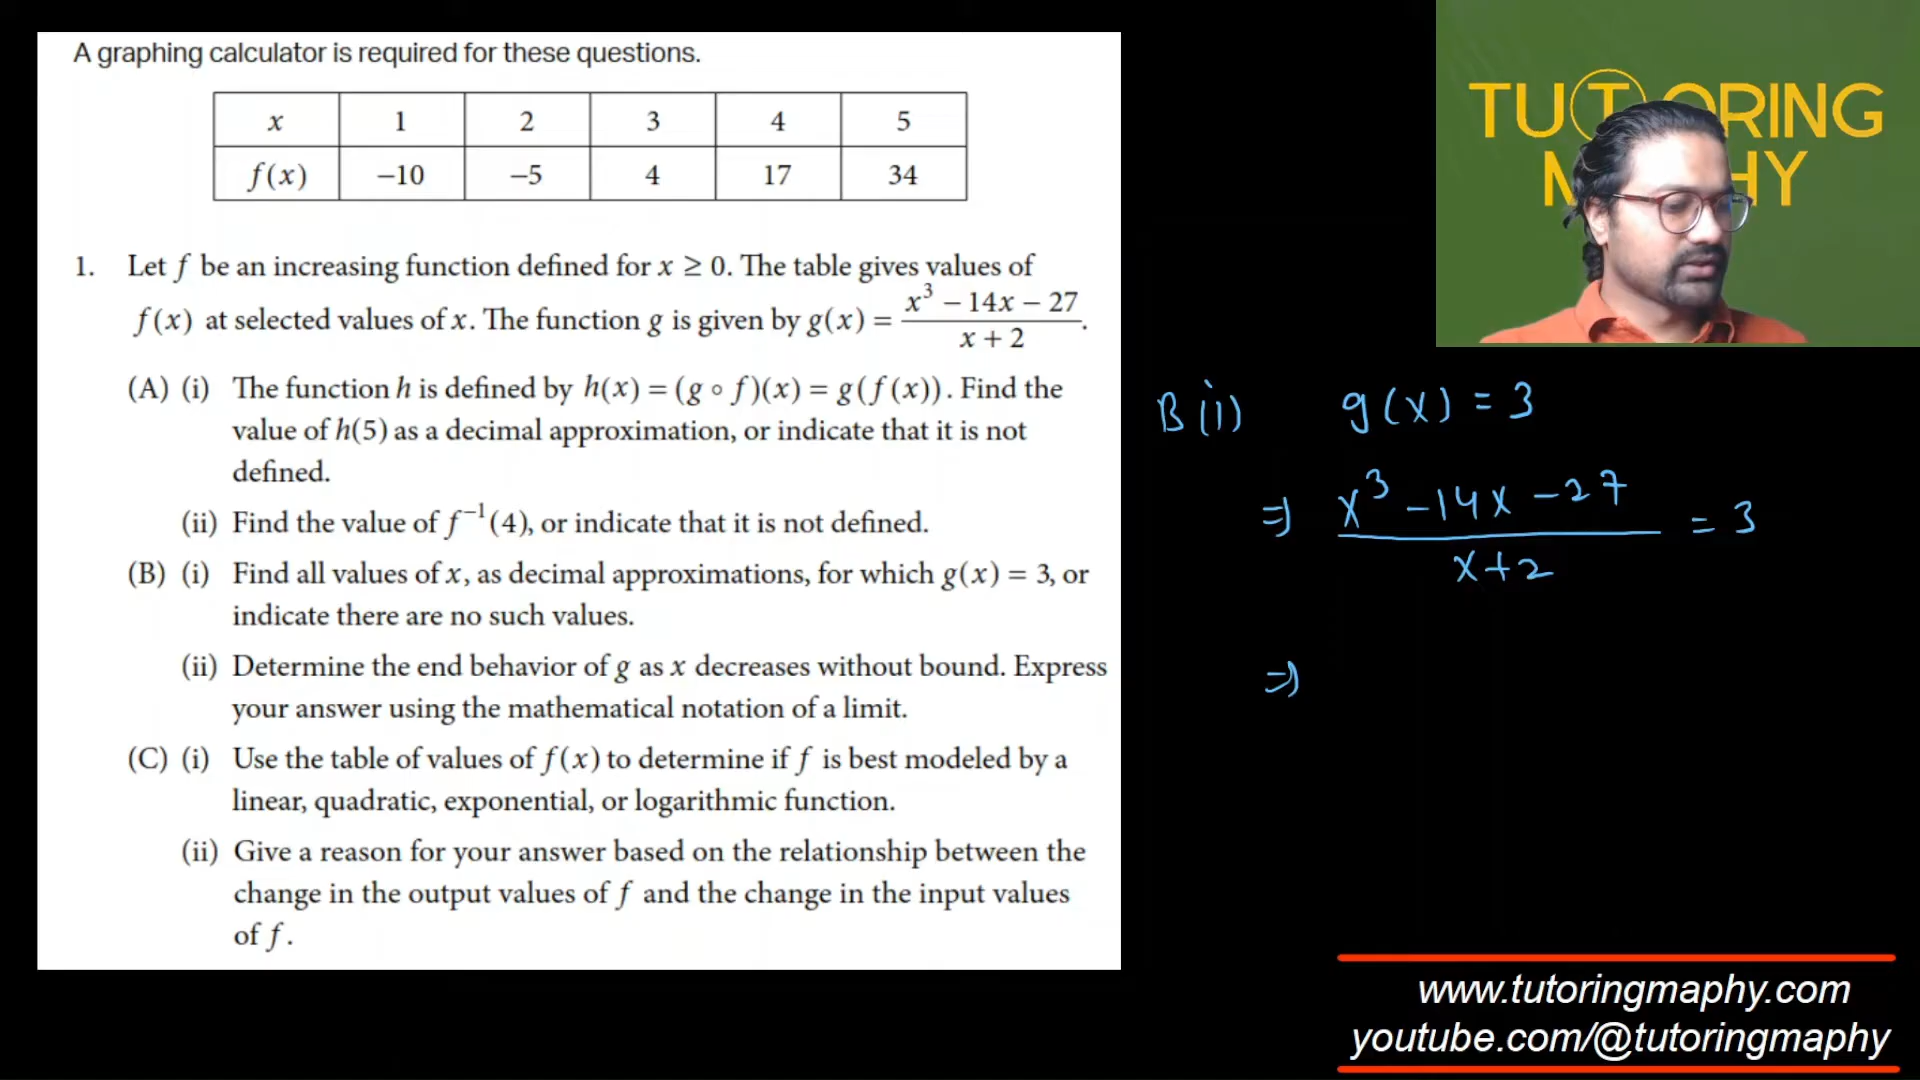 A graphing calculator is required for these questions.
x 1 2 3 4 5
f(x) −10 −5 4 17 34
1. Let f be an increasing function defined for x ≥ 0. The table gives values of
f(x) at selected values of x. The function g is given by g(x) = (x³ − 14x − 27)/(x + 2).
(A) (i) The function h is defined by h(x) = (g ∘ f)(x) = g(f(x)). Find the
value of h(5) as a decimal approximation, or indicate that it is not
defined.
(ii) Find the value of f⁻¹(4), or indicate that it is not defined.
(B) (i) Find all values of x, as decimal approximations, for which g(x) = 3, or
indicate there are no such values.
(ii) Determine the end behavior of g as x decreases without bound. Express
your answer using the mathematical notation of a limit.
(C) (i) Use the table of values of f(x) to determine if f is best modeled by a
linear, quadratic, exponential, or logarithmic function.
(ii) Give a reason for your answer based on the relationship between the
change in the output values of f and the change in the input values
of f.
TUTORING
MAPHY
B (i) g(x) = 3
⇒ (x³ − 14x − 27)/(x + 2) = 3
⇒
www.tutoringmaphy.com
youtube.com/@tutoringmaphy